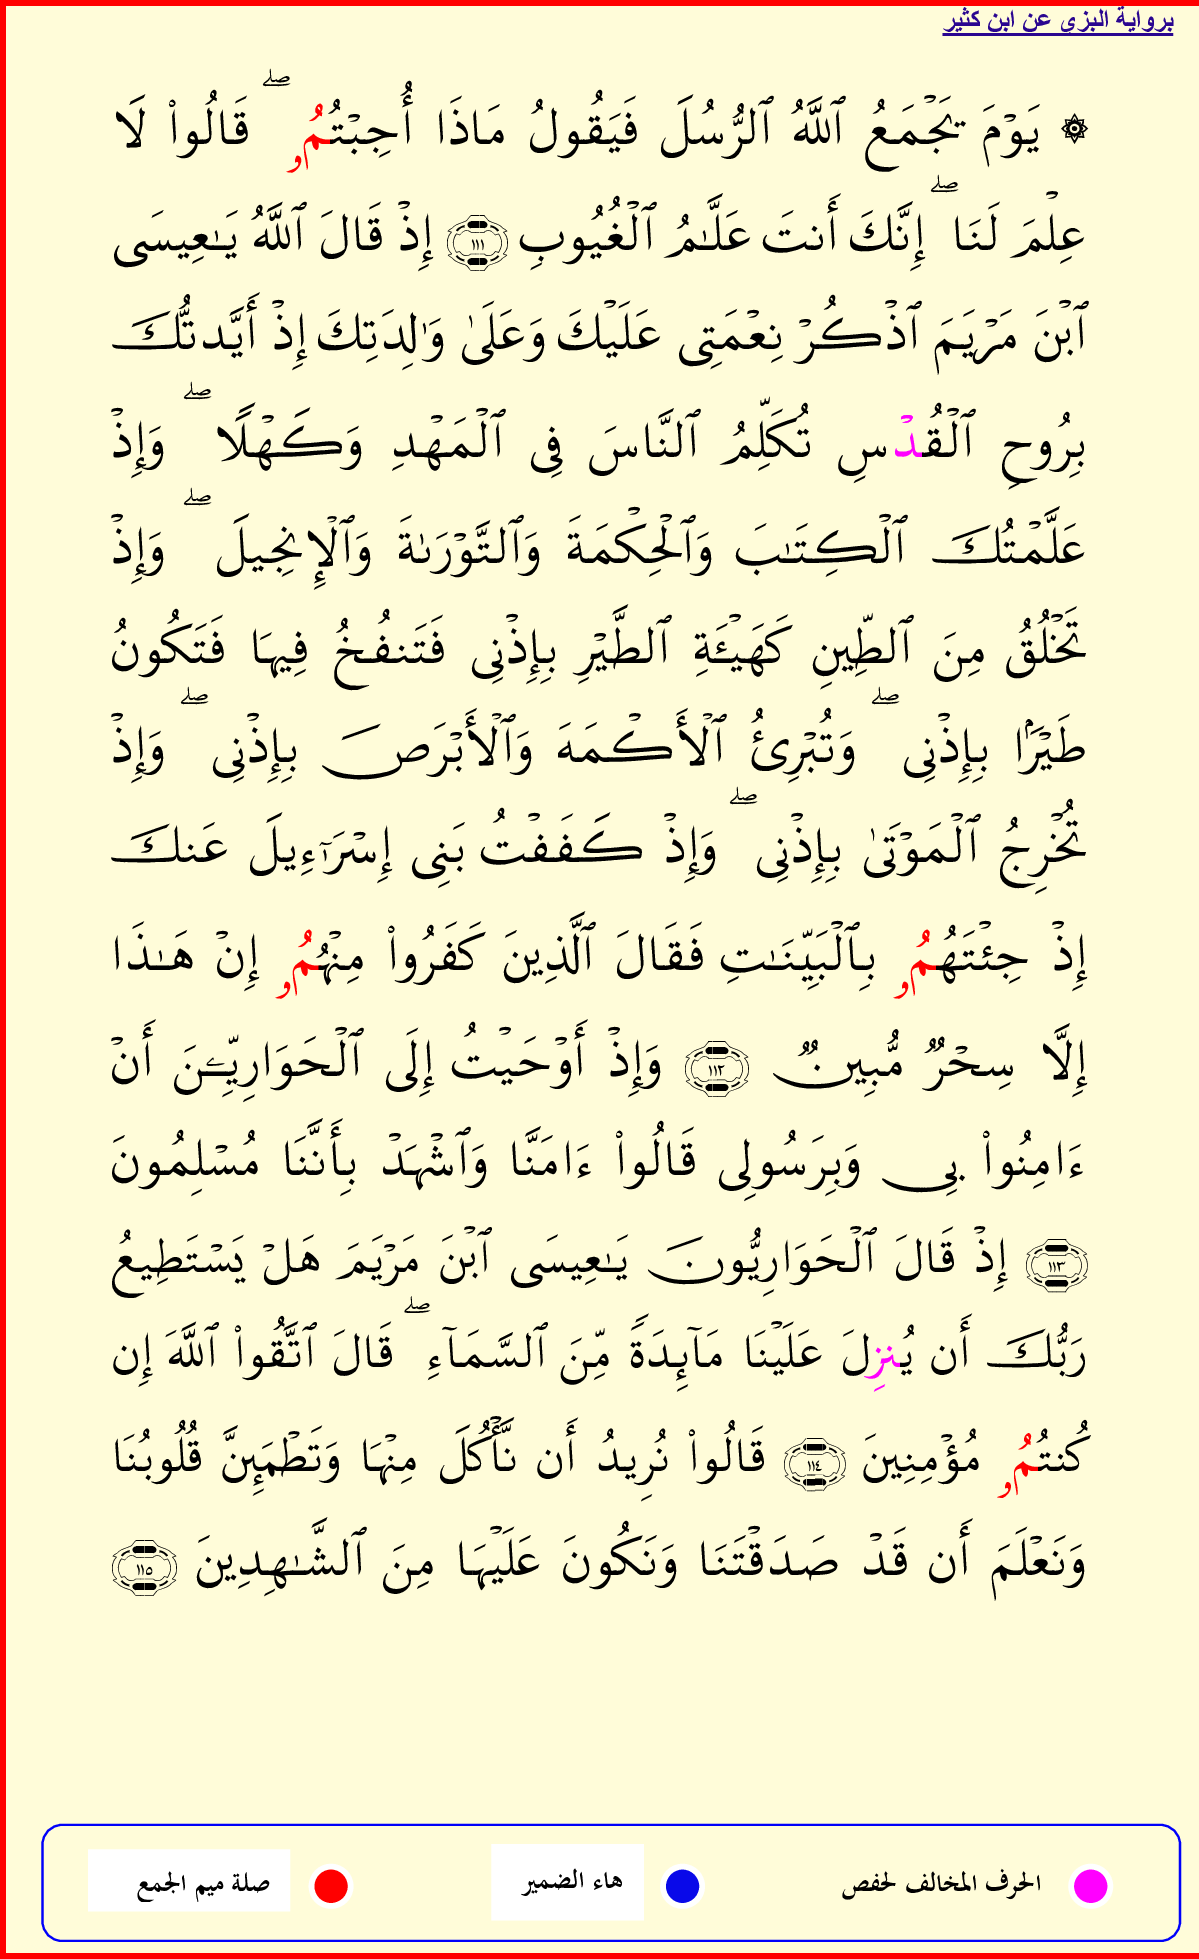 برواية البزي عن ابن كثير
۞ يَوۡمَ يَجۡمَعُ ٱللَّهُ ٱلرُّسُلَ فَيَقُولُ مَاذَا أُجِبۡتُمُۥۖ قَالُواْ لَا
عِلۡمَ لَنَاۖ إِنَّكَ أَنتَ عَلَّٰمُ ٱلۡغُيُوبِ ١١١ إِذۡ قَالَ ٱللَّهُ يَٰعِيسَى
ٱبۡنَ مَرۡيَمَ ٱذۡكُرۡ نِعۡمَتِي عَلَيۡكَ وَعَلَىٰ وَٰلِدَتِكَ إِذۡ أَيَّدتُّكَ
بِرُوحِ ٱلۡقُدۡسِ تُكَلِّمُ ٱلنَّاسَ فِي ٱلۡمَهۡدِ وَكَهۡلٗاۖ وَإِذۡ
عَلَّمۡتُكَ ٱلۡكِتَٰبَ وَٱلۡحِكۡمَةَ وَٱلتَّوۡرَىٰةَ وَٱلۡإِنجِيلَۖ وَإِذۡ
تَخۡلُقُ مِنَ ٱلطِّينِ كَهَيۡـَٔةِ ٱلطَّيۡرِ بِإِذۡنِي فَتَنفُخُ فِيهَا فَتَكُونُ
طَيۡرَۢا بِإِذۡنِيۖ وَتُبۡرِئُ ٱلۡأَكۡمَهَ وَٱلۡأَبۡرَصَ بِإِذۡنِيۖ وَإِذۡ
تُخۡرِجُ ٱلۡمَوۡتَىٰ بِإِذۡنِيۖ وَإِذۡ كَفَفۡتُ بَنِي إِسۡرَٰٓءِيلَ عَنكَ
إِذۡ جِئۡتَهُمُۥ بِٱلۡبَيِّنَٰتِ فَقَالَ ٱلَّذِينَ كَفَرُواْ مِنۡهُمُۥ إِنۡ هَٰذَا
إِلَّا سِحۡرٞ مُّبِينٞ ١١٢ وَإِذۡ أَوۡحَيۡتُ إِلَى ٱلۡحَوَارِيِّـۧنَ أَنۡ
ءَامِنُواْ بِي وَبِرَسُولِي قَالُواْ ءَامَنَّا وَٱشۡهَدۡ بِأَنَّنَا مُسۡلِمُونَ
١١٣ إِذۡ قَالَ ٱلۡحَوَارِيُّونَ يَٰعِيسَى ٱبۡنَ مَرۡيَمَ هَلۡ يَسۡتَطِيعُ
رَبُّكَ أَن يُنزِلَ عَلَيۡنَا مَآئِدَةٗ مِّنَ ٱلسَّمَآءِۖ قَالَ ٱتَّقُواْ ٱللَّهَ إِن
كُنتُمُۥ مُؤۡمِنِينَ ١١٤ قَالُواْ نُرِيدُ أَن نَّأۡكُلَ مِنۡهَا وَتَطۡمَئِنَّ قُلُوبُنَا
وَنَعۡلَمَ أَن قَدۡ صَدَقۡتَنَا وَنَكُونَ عَلَيۡهَا مِنَ ٱلشَّٰهِدِينَ ١١٥
الحرف المخالف لحفص
هاء الضمير
صلة ميم الجمع